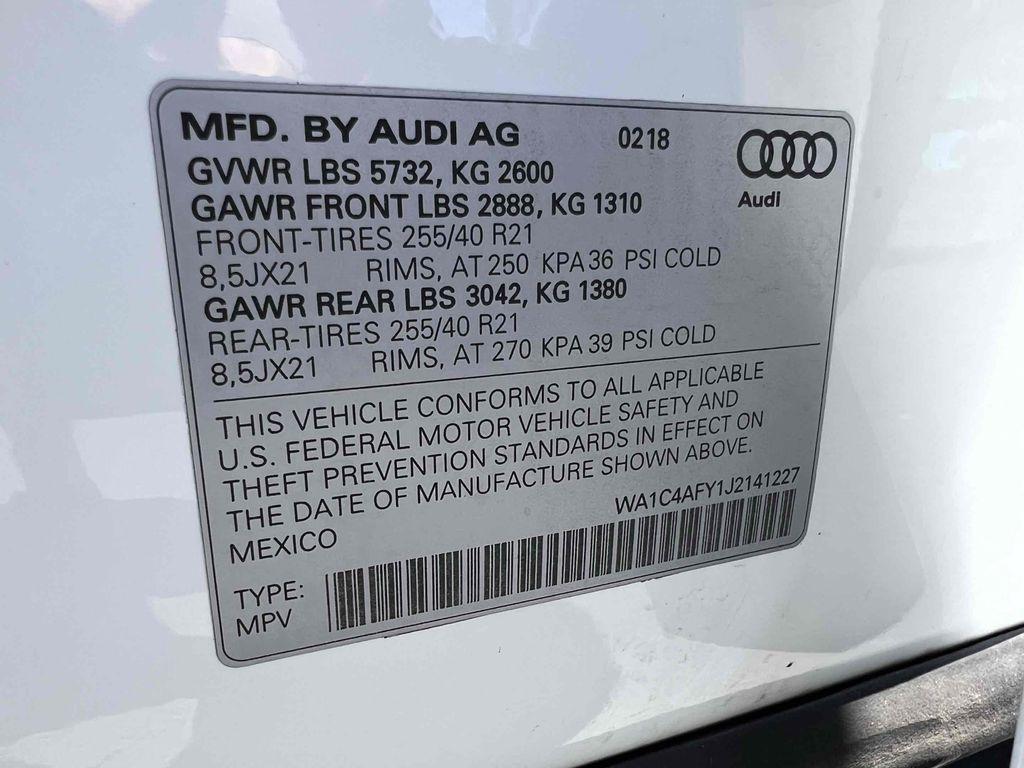 MFD. BY AUDI AG 0218
Audi
GVWR LBS 5732, KG 2600
GAWR FRONT LBS 2888, KG 1310
FRONT-TIRES 255/40 R21
8,5JX21 RIMS, AT 250 KPA 36 PSI COLD
GAWR REAR LBS 3042, KG 1380
REAR-TIRES 255/40 R21
8,5JX21 RIMS, AT 270 KPA 39 PSI COLD
THIS VEHICLE CONFORMS TO ALL APPLICABLE
U.S. FEDERAL MOTOR VEHICLE SAFETY AND
THEFT PREVENTION STANDARDS IN EFFECT ON
THE DATE OF MANUFACTURE SHOWN ABOVE.
MEXICO WA1C4AFY1J2141227
TYPE:
MPV